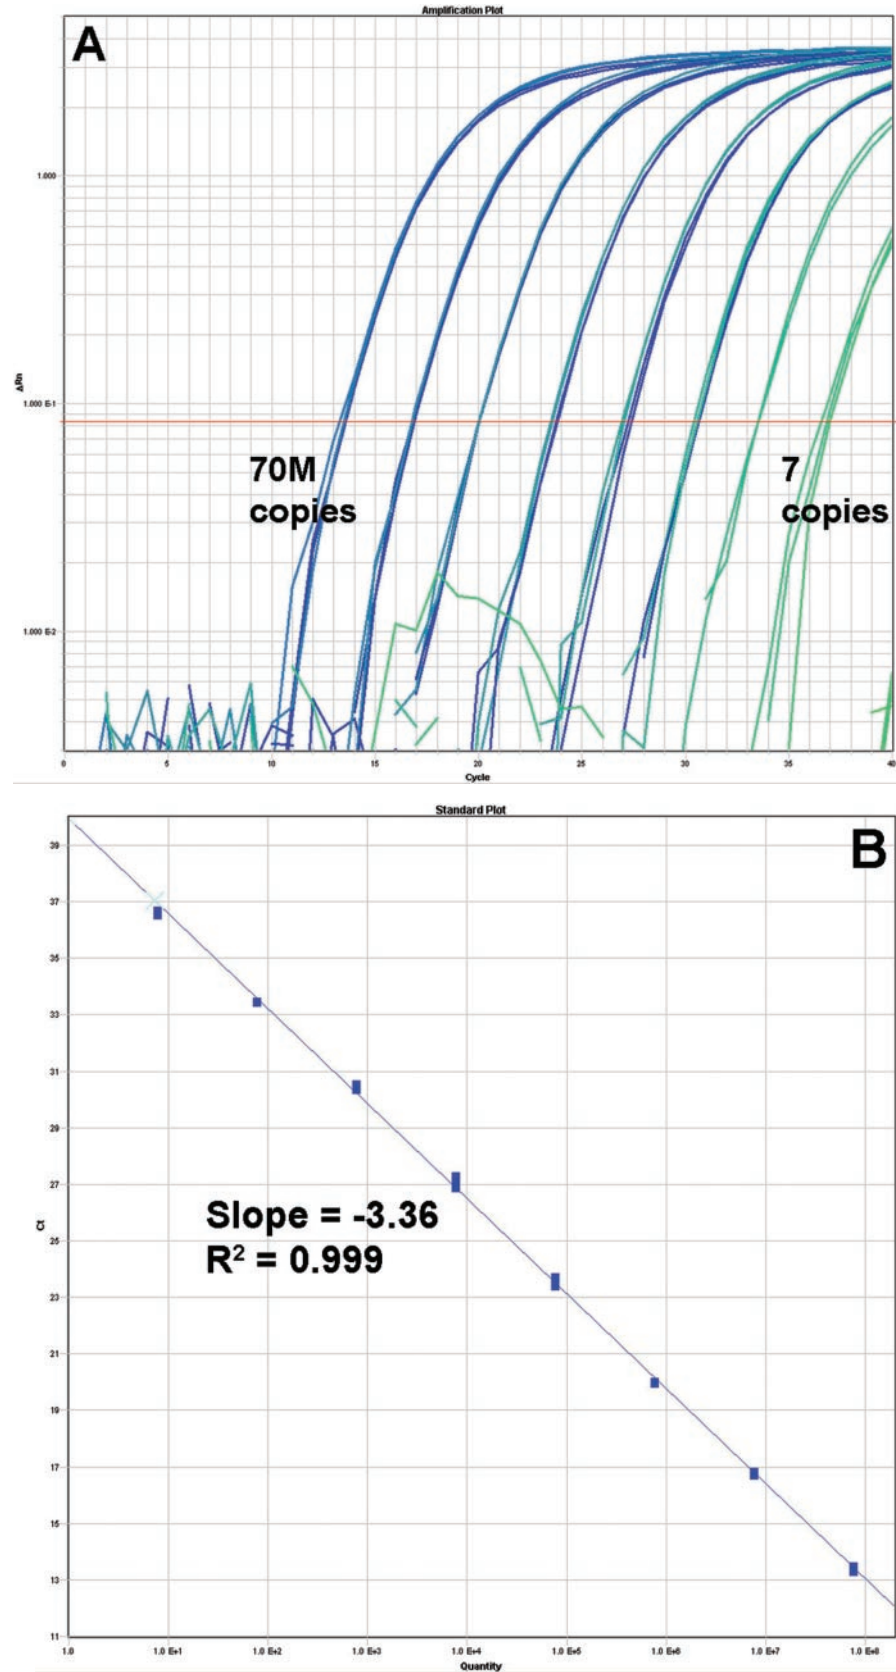 Amplification Plot
A
1.000
1.000 E-1
1.000 E-2
ΔRn
70M
copies
7
copies
0 5 10 15 20 25 30 35 40
Cycle
Standard Plot
B
39
37
35
33
31
29
27
25
23
21
19
17
15
13
11
Ct
Slope = -3.36
R² = 0.999
1.0 1.0 E+1 1.0 E+2 1.0 E+3 1.0 E+4 1.0 E+5 1.0 E+6 1.0 E+7 1.0 E+8
Quantity